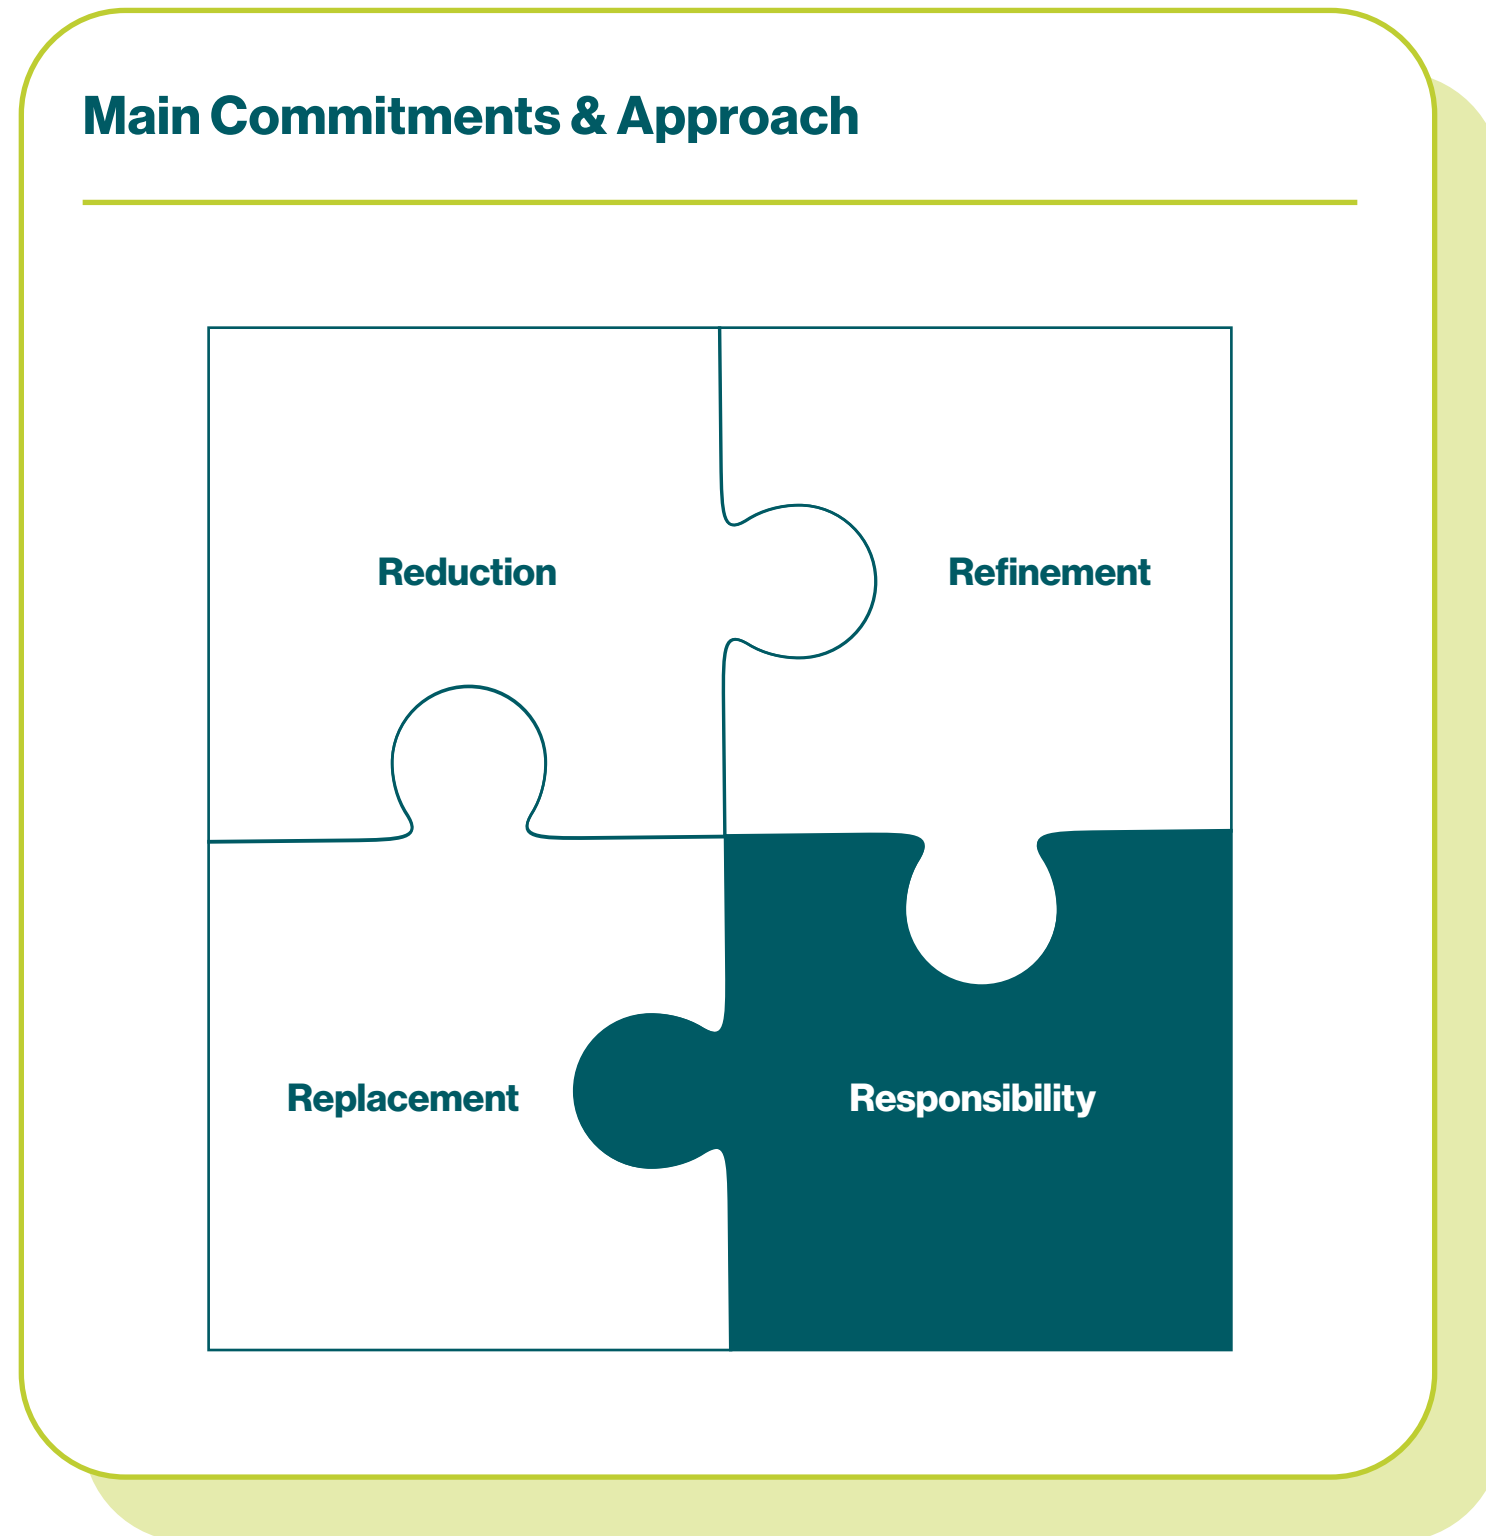 Main Commitments & Approach
Reduction
Refinement
Replacement
Responsibility